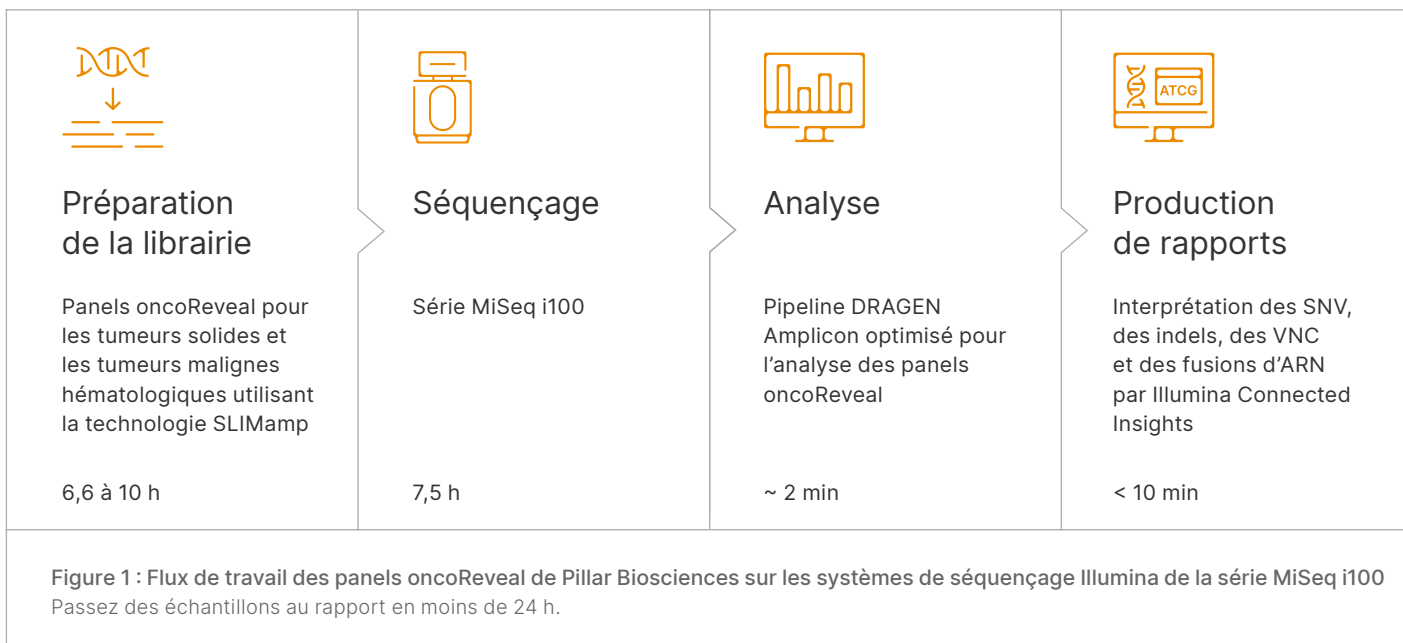 ATCG
Préparation
de la librairie
Panels oncoReveal pour
les tumeurs solides et
les tumeurs malignes
hématologiques utilisant
la technologie SLIMamp
6,6 à 10 h
Séquençage
Série MiSeq i100
7,5 h
Analyse
Pipeline DRAGEN
Amplicon optimisé pour
l'analyse des panels
oncoReveal
~ 2 min
Production
de rapports
Interprétation des SNV,
des indels, des VNC
et des fusions d'ARN
par Illumina Connected
Insights
< 10 min
Figure 1 : Flux de travail des panels oncoReveal de Pillar Biosciences sur les systèmes de séquençage Illumina de la série MiSeq i100
Passez des échantillons au rapport en moins de 24 h.